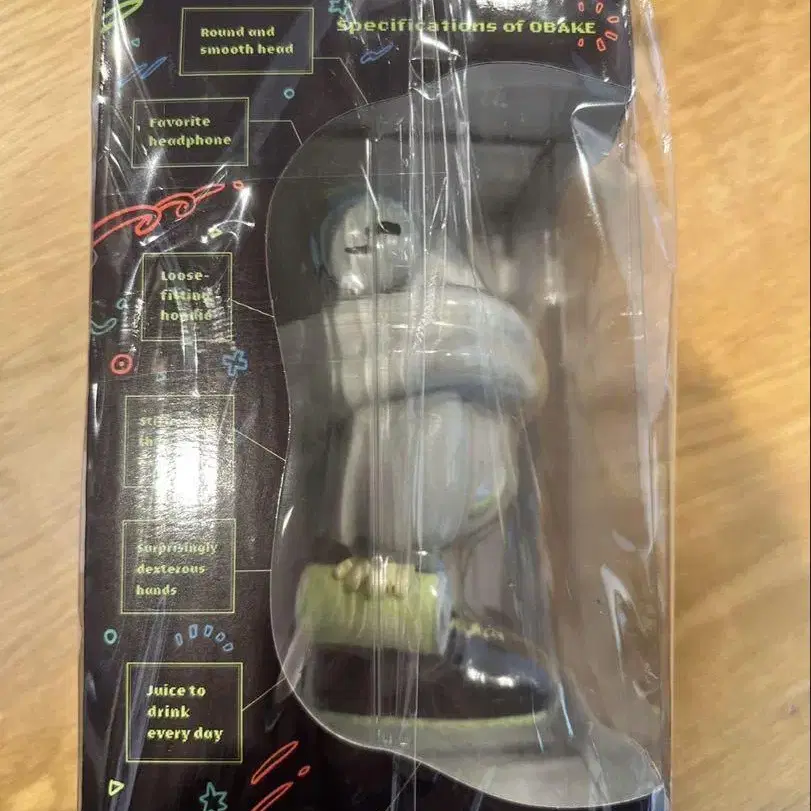 Specifications of OBAKE
Round and
smooth head
Favorite
headphone
Loose-
fitting
hoodie
Surprisingly
dexterous
hands
Juice to
drink
every day